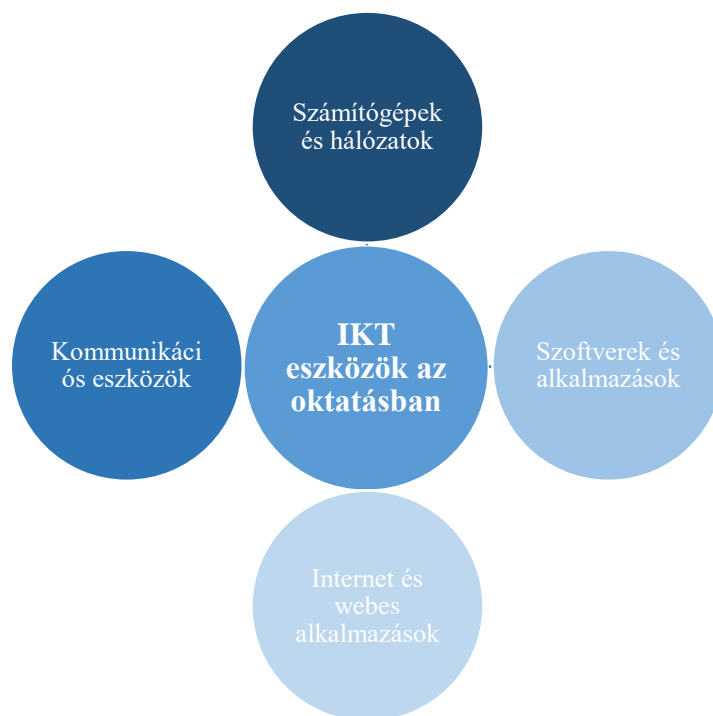 Számítógépek
és hálózatok
Kommunikáci
ós eszközök
IKT
eszközök az
oktatásban
Szoftverek és
alkalmazások
Internet és
webes
alkalmazások